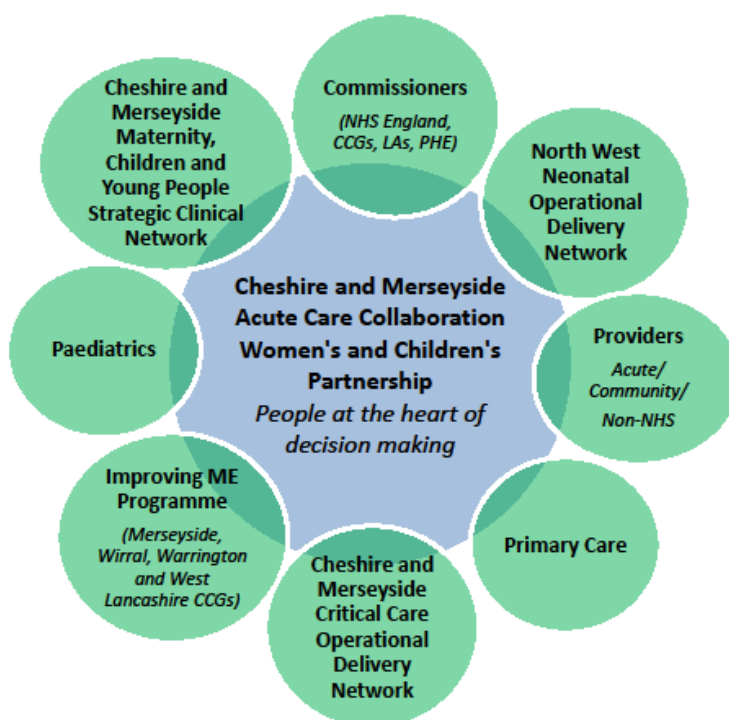 Cheshire and
Merseyside
Maternity,
Children and
Young People
Strategic Clinical
Network
Commissioners
(NHS England,
CCGs, LAs, PHE)
North West
Neonatal
Operational
Delivery
Network
Cheshire and Merseyside
Acute Care Collaboration
Women's and Children's
Partnership
People at the heart of
decision making
Paediatrics
Providers
Acute/
Community/
Non-NHS
Improving ME
Programme
(Merseyside,
Wirral, Warrington
and West
Lancashire CCGs)
Cheshire and
Merseyside
Critical Care
Operational
Delivery
Network
Primary Care